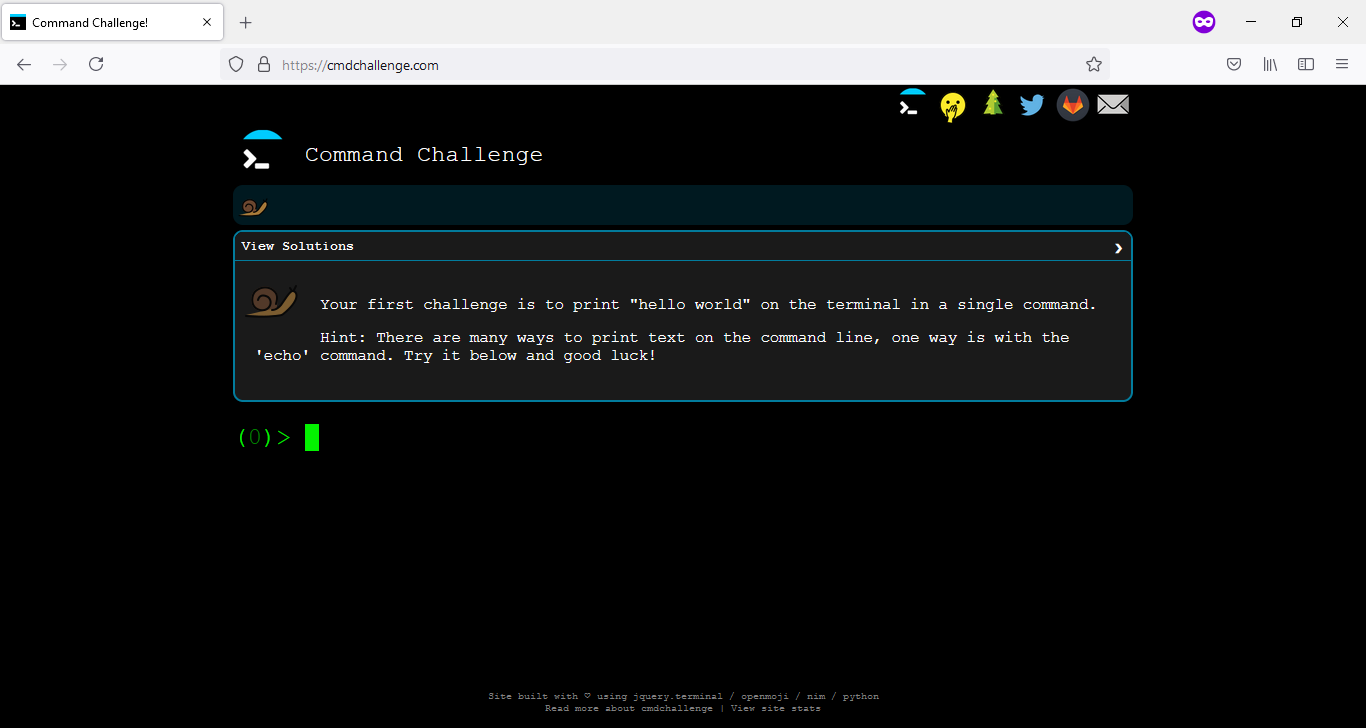 Command Challenge!
https://cmdchallenge.com
Command Challenge
View Solutions
Your first challenge is to print "hello world" on the terminal in a single command.
Hint: There are many ways to print text on the command line, one way is with the
'echo' command. Try it below and good luck!
(0)>
Site built with ♡ using jquery.terminal / openmoji / nim / python
Read more about cmdchallenge | View site stats